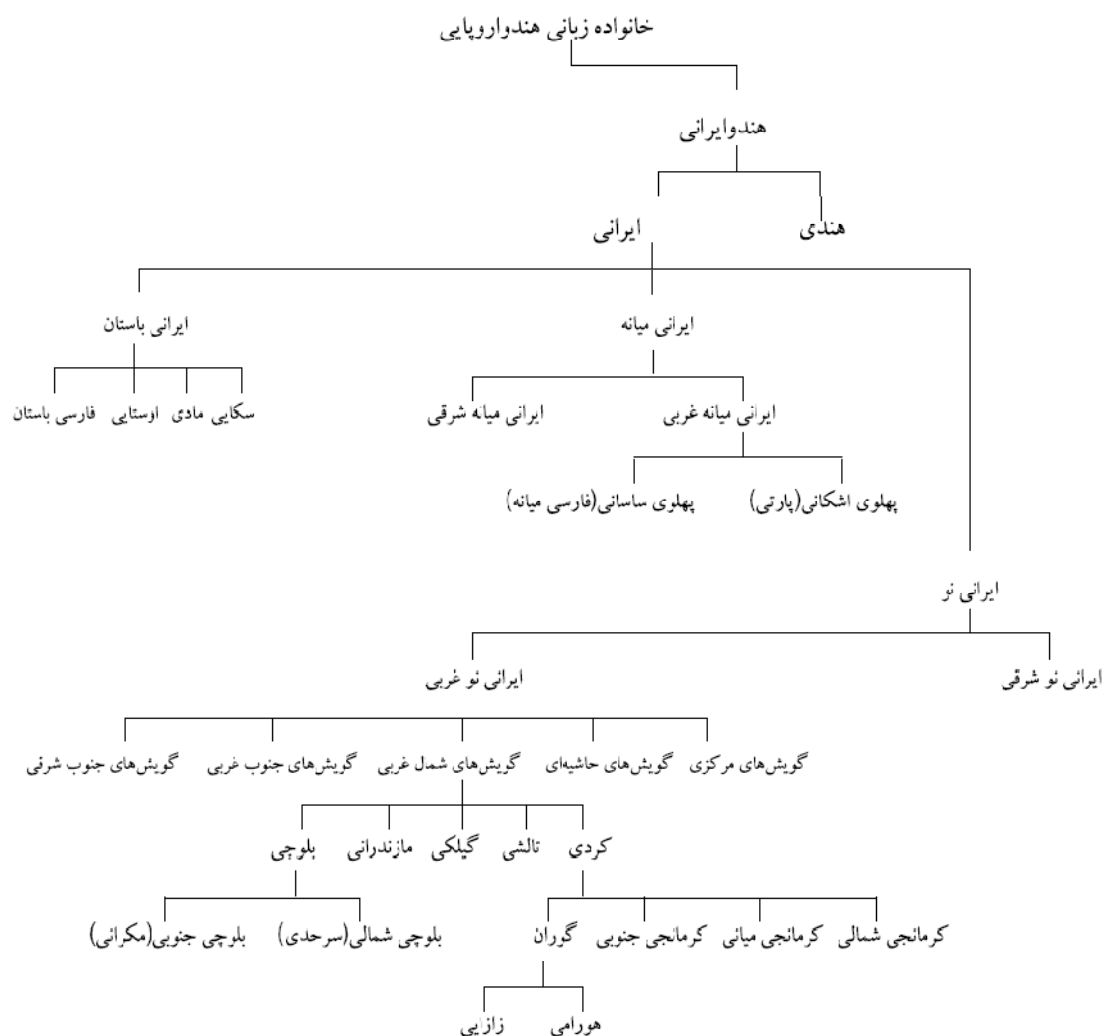 خانواده زبانی هندواروپایی
هندوایرانی
هندی
ایرانی
ایرانی میانه
ایرانی باستان
سکایی مادی اوستایی فارسی باستان
ایرانی میانه غربی
ایرانی میانه شرقی
پهلوی اشکانی(پارتی)
پهلوی ساسانی(فارسی میانه)
ایرانی نو
ایرانی نو شرقی
ایرانی نو غربی
گویش‌های مرکزی
گویش‌های حاشیه‌ای
گویش‌های شمال غربی
گویش‌های جنوب غربی
گویش‌های جنوب شرقی
کردي
تالشی
گیلکی
مازندرانی
بلوچی
کرمانجی شمالی
کرمانجی میانی
کرمانجی جنوبی
گوران
بلوچی شمالی(سرحدی)
بلوچی جنوبی(مکرانی)
هورامی
زازایی